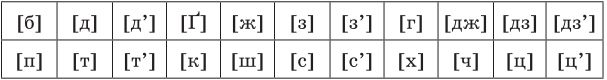 [б] [д] [д’] [Ґ] [ж] [з] [з’] [г] [дж] [дз] [дз’]
[п] [т] [т’] [к] [ш] [с] [с’] [х] [ч] [ц] [ц’]